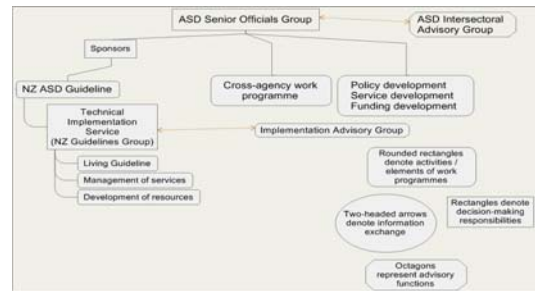 ASD Senior Officials Group
ASD Intersectoral
Advisory Group
Sponsors
NZ ASD Guideline
Cross-agency work
programme
Policy development
Service development
Funding development
Technical
Implementation
Service
(NZ Guidelines Group)
Implementation Advisory Group
Living Guideline
Management of services
Development of resources
Rounded rectangles
denote activities /
elements of work
programmes
Two-headed arrows
denote information
exchange
Rectangles denote
decision-making
responsibilities
Octagons
represent advisory
functions